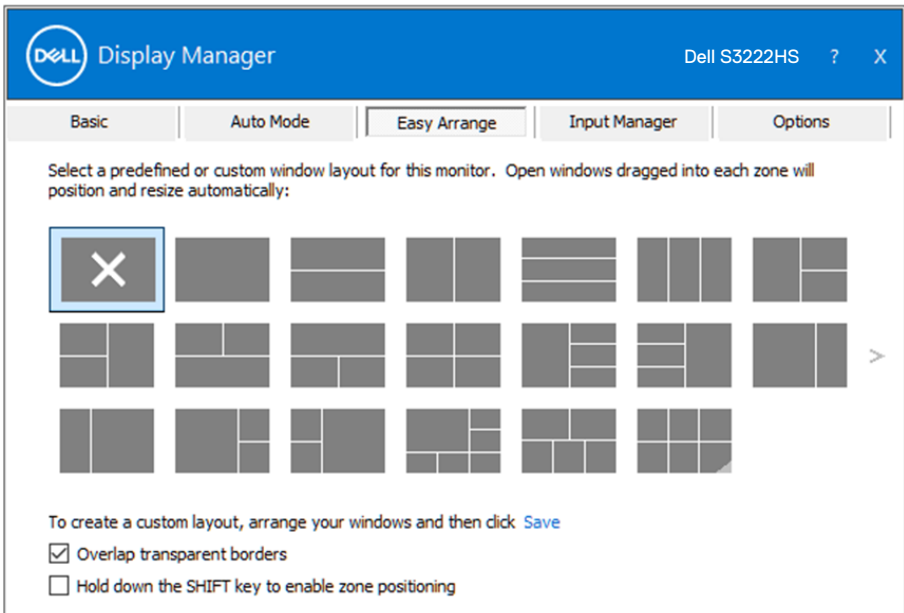 DELL Display Manager Dell S3222HS ? X
Basic Auto Mode Easy Arrange Input Manager Options
Select a predefined or custom window layout for this monitor. Open windows dragged into each zone will
position and resize automatically:
>
To create a custom layout, arrange your windows and then click Save
Overlap transparent borders
Hold down the SHIFT key to enable zone positioning